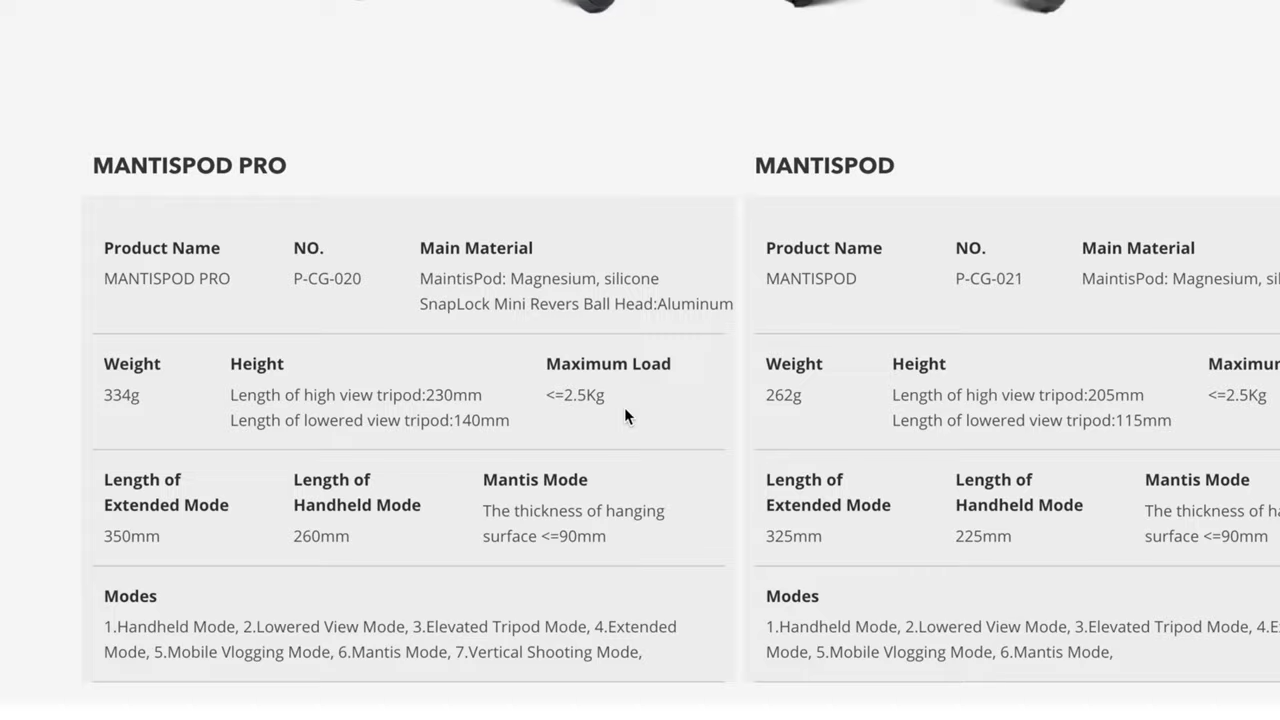 MANTISPOD PRO
Product Name
NO.
Main Material
MANTISPOD PRO
P-CG-020
MaintisPod: Magnesium, silicone
SnapLock Mini Revers Ball Head:Aluminum
Weight
Height
Maximum Load
334g
Length of high view tripod:230mm
<=2.5Kg
Length of lowered view tripod:140mm
Length of
Extended Mode
Length of
Handheld Mode
Mantis Mode
350mm
260mm
The thickness of hanging
surface <=90mm
Modes
1.Handheld Mode, 2.Lowered View Mode, 3.Elevated Tripod Mode, 4.Extended
Mode, 5.Mobile Vlogging Mode, 6.Mantis Mode, 7.Vertical Shooting Mode,
MANTISPOD
Product Name
NO.
Main Material
MANTISPOD
P-CG-021
MaintisPod: Magnesium, sil
Weight
Height
Maximu
262g
Length of high view tripod:205mm
<=2.5Kg
Length of lowered view tripod:115mm
Length of
Extended Mode
Length of
Handheld Mode
Mantis Mode
325mm
225mm
The thickness of ha
surface <=90mm
Modes
1.Handheld Mode, 2.Lowered View Mode, 3.Elevated Tripod Mode, 4.E
Mode, 5.Mobile Vlogging Mode, 6.Mantis Mode,